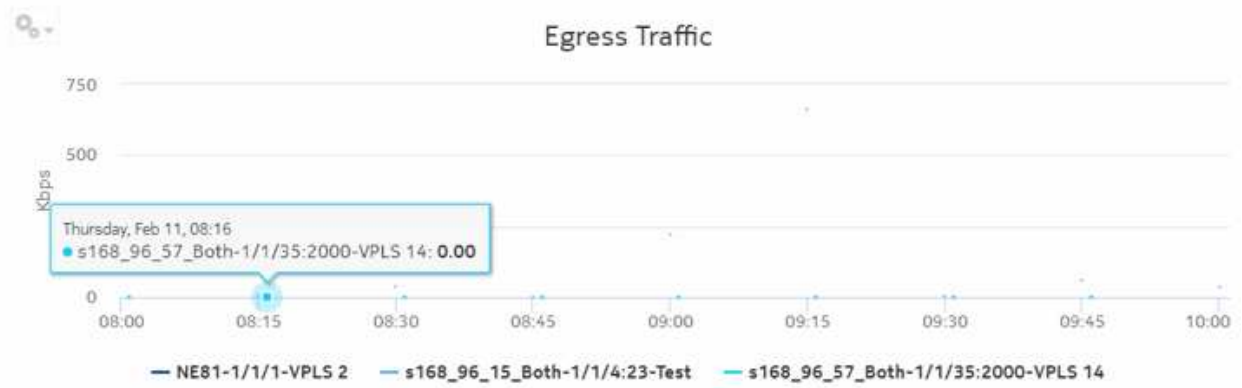 Egress Traffic
750
500
Kbps
Thursday, Feb 11, 08:16
s168_96_57_Both-1/1/35:2000-VPLS 14: 0.00
0
08:00 08:15 08:30 08:45 09:00 09:15 09:30 09:45 10:00
NE81-1/1/1-VPLS 2 s168_96_15_Both-1/1/4:23-Test s168_96_57_Both-1/1/35:2000-VPLS 14